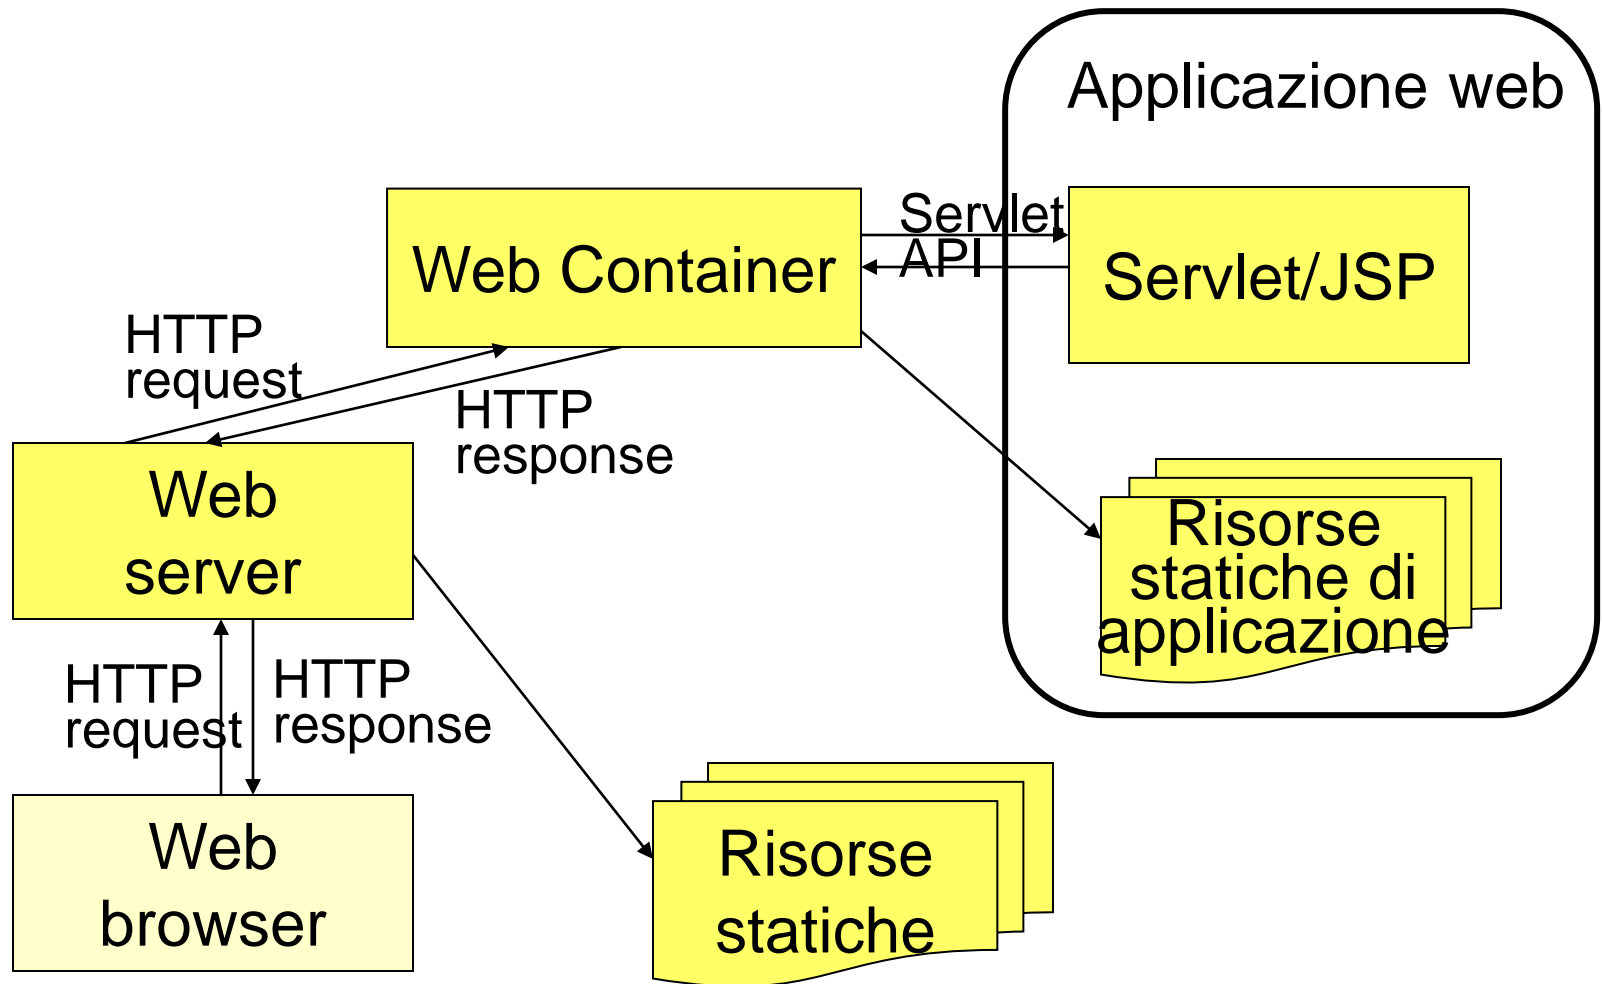 Applicazione web
Servlet
API
Web Container
Servlet/JSP
HTTP
request
HTTP
response
Web
server
Risorse
statiche di
applicazione
HTTP
request
HTTP
response
Web
browser
Risorse
statiche